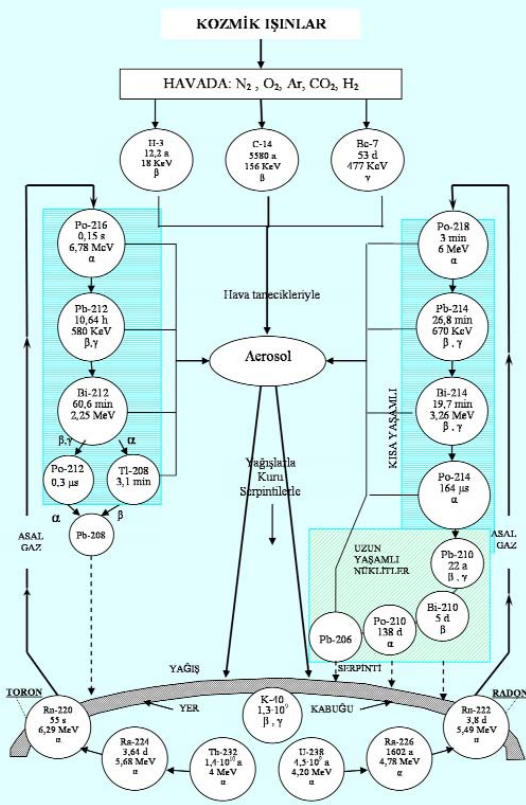 KOZMİK IŞINLAR
HAVADA: N₂ , O₂, Ar, CO₂, H₂
H-3
12,2 a
18 KeV
β
C-14
5580 a
156 KeV
β
Be-7
53 d
477 KeV
γ
Po-216
0,15 s
6,78 MeV
α
Pb-212
10,64 h
580 KeV
β,γ
Bi-212
60,6 min
2,25 MeV
β,γ
α
Po-212
0,3 µs
Tl-208
3,1 min
α
β
Pb-208
ASAL
GAZ
Hava tanecikleriyle
Aerosol
Yağışlarla
Kuru
Serpintilerle
Po-218
3 min
6 MeV
α
Pb-214
26,8 min
670 KeV
β , γ
Bi-214
19,7 min
3,26 MeV
β , γ
Po-214
164 µs
α
KISA YAŞAMLI
ASAL
GAZ
UZUN
YAŞAMLI
NÜKLİTLER
Pb-210
22 a
β , γ
Bi-210
5 d
β
Po-210
138 d
α
Pb-206
YAĞIŞ
SERPİNTİ
YER
KABUĞU
K-40
1,3·10⁹
β , γ
TORON
Rn-220
55 s
6,29 MeV
α
Ra-224
3,64 d
5,68 MeV
α
Th-232
1,4·10¹⁰ a
4 MeV
α
U-238
4,5·10⁹ a
4,20 MeV
α
Ra-226
1602 a
4,78 MeV
α
RADON
Rn-222
3,8 d
5,49 MeV
α